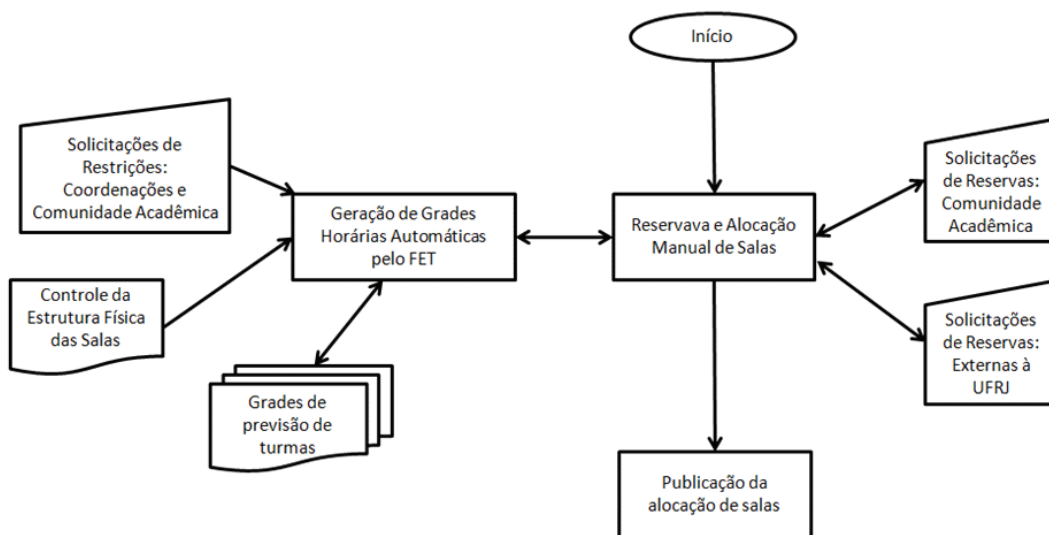 Início
Solicitações de
Restrições:
Coordenações e
Comunidade Acadêmica
Geração de Grades
Horárias Automáticas
pelo FET
Reservava e Alocação
Manual de Salas
Solicitações
de Reservas:
Comunidade
Acadêmica
Controle da
Estrutura Física
das Salas
Solicitações
de Reservas:
Externas à
UFRJ
Grades de
previsão de
turmas
Publicação da
alocação de salas